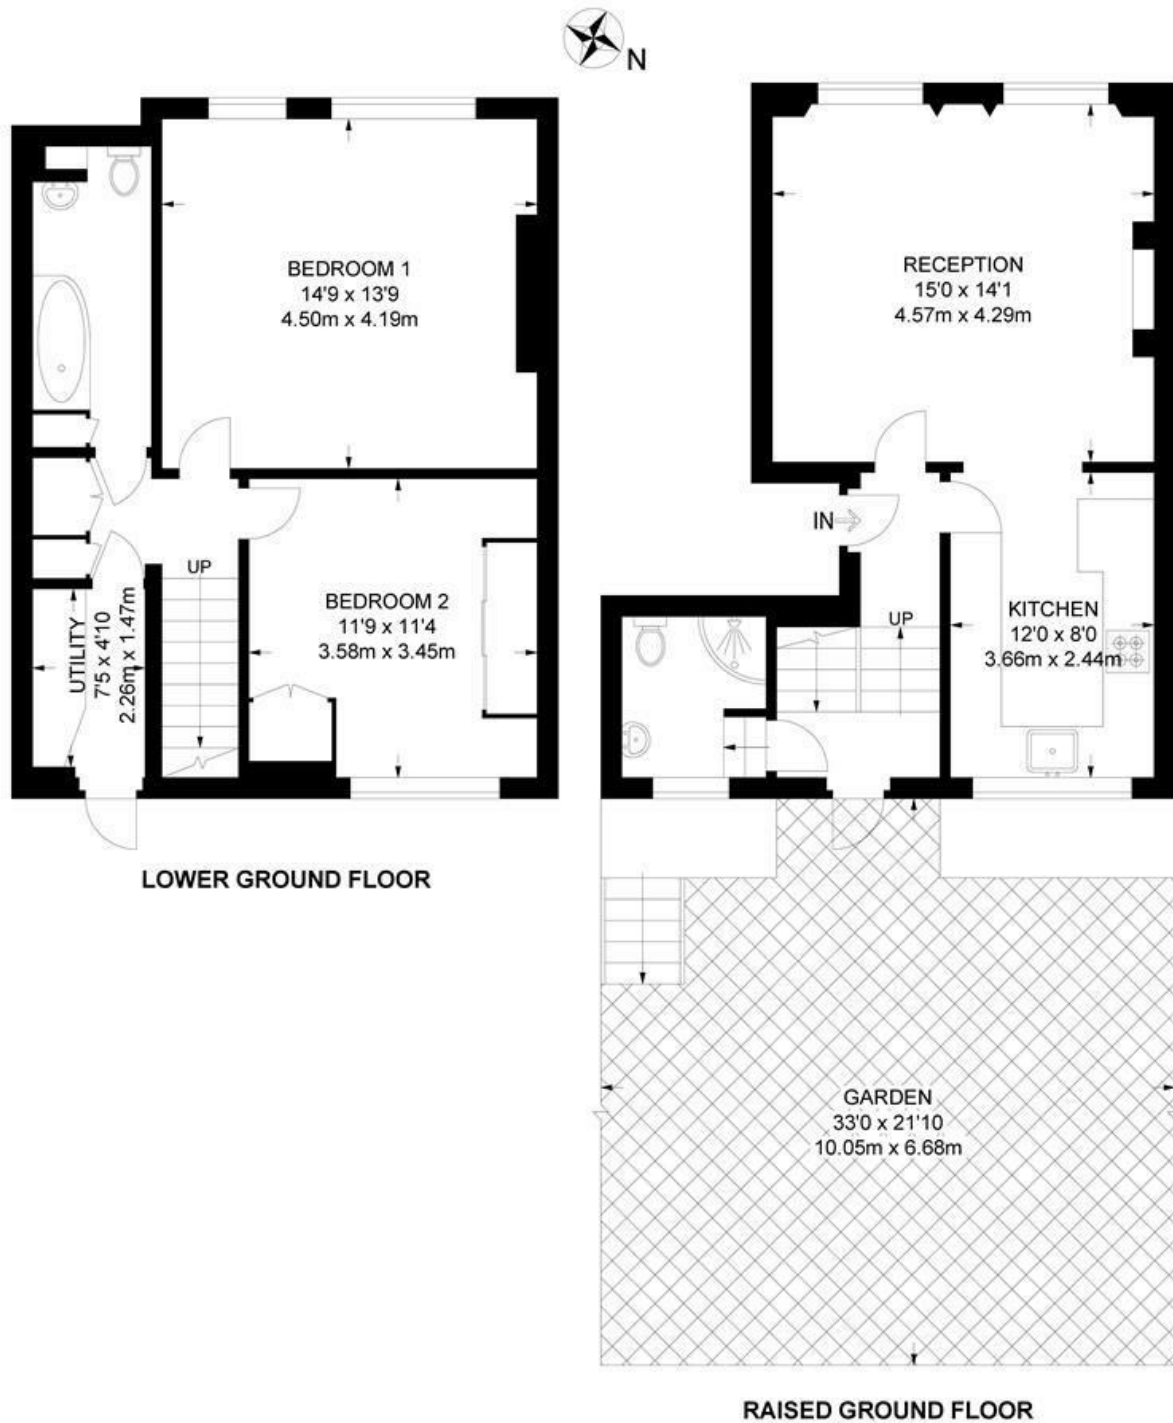 N
BEDROOM 1
14'9 x 13'9
4.50m x 4.19m
UP
BEDROOM 2
11'9 x 11'4
3.58m x 3.45m
UTILITY
7'5 x 4'10
2.26m x 1.47m
LOWER GROUND FLOOR
RECEPTION
15'0 x 14'1
4.57m x 4.29m
IN
UP
KITCHEN
12'0 x 8'0
3.66m x 2.44m
GARDEN
33'0 x 21'10
10.05m x 6.68m
RAISED GROUND FLOOR